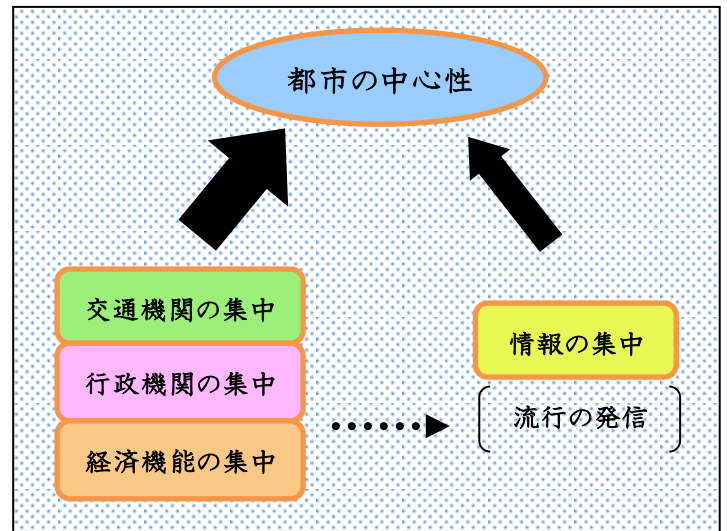 都市の中心性
交通機関の集中
行政機関の集中
経済機能の集中
情報の集中
流行の発信